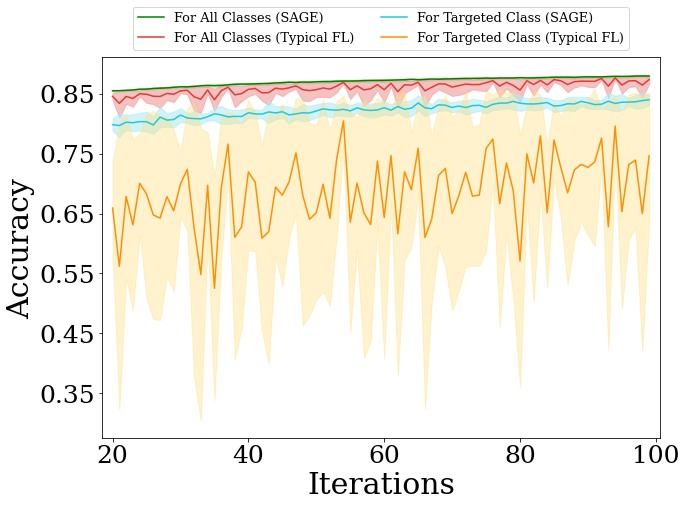 For All Classes (SAGE)
For All Classes (Typical FL)
For Targeted Class (SAGE)
For Targeted Class (Typical FL)
Accuracy
0.85
0.75
0.65
0.55
0.45
0.35
20 40 60 80 100
Iterations